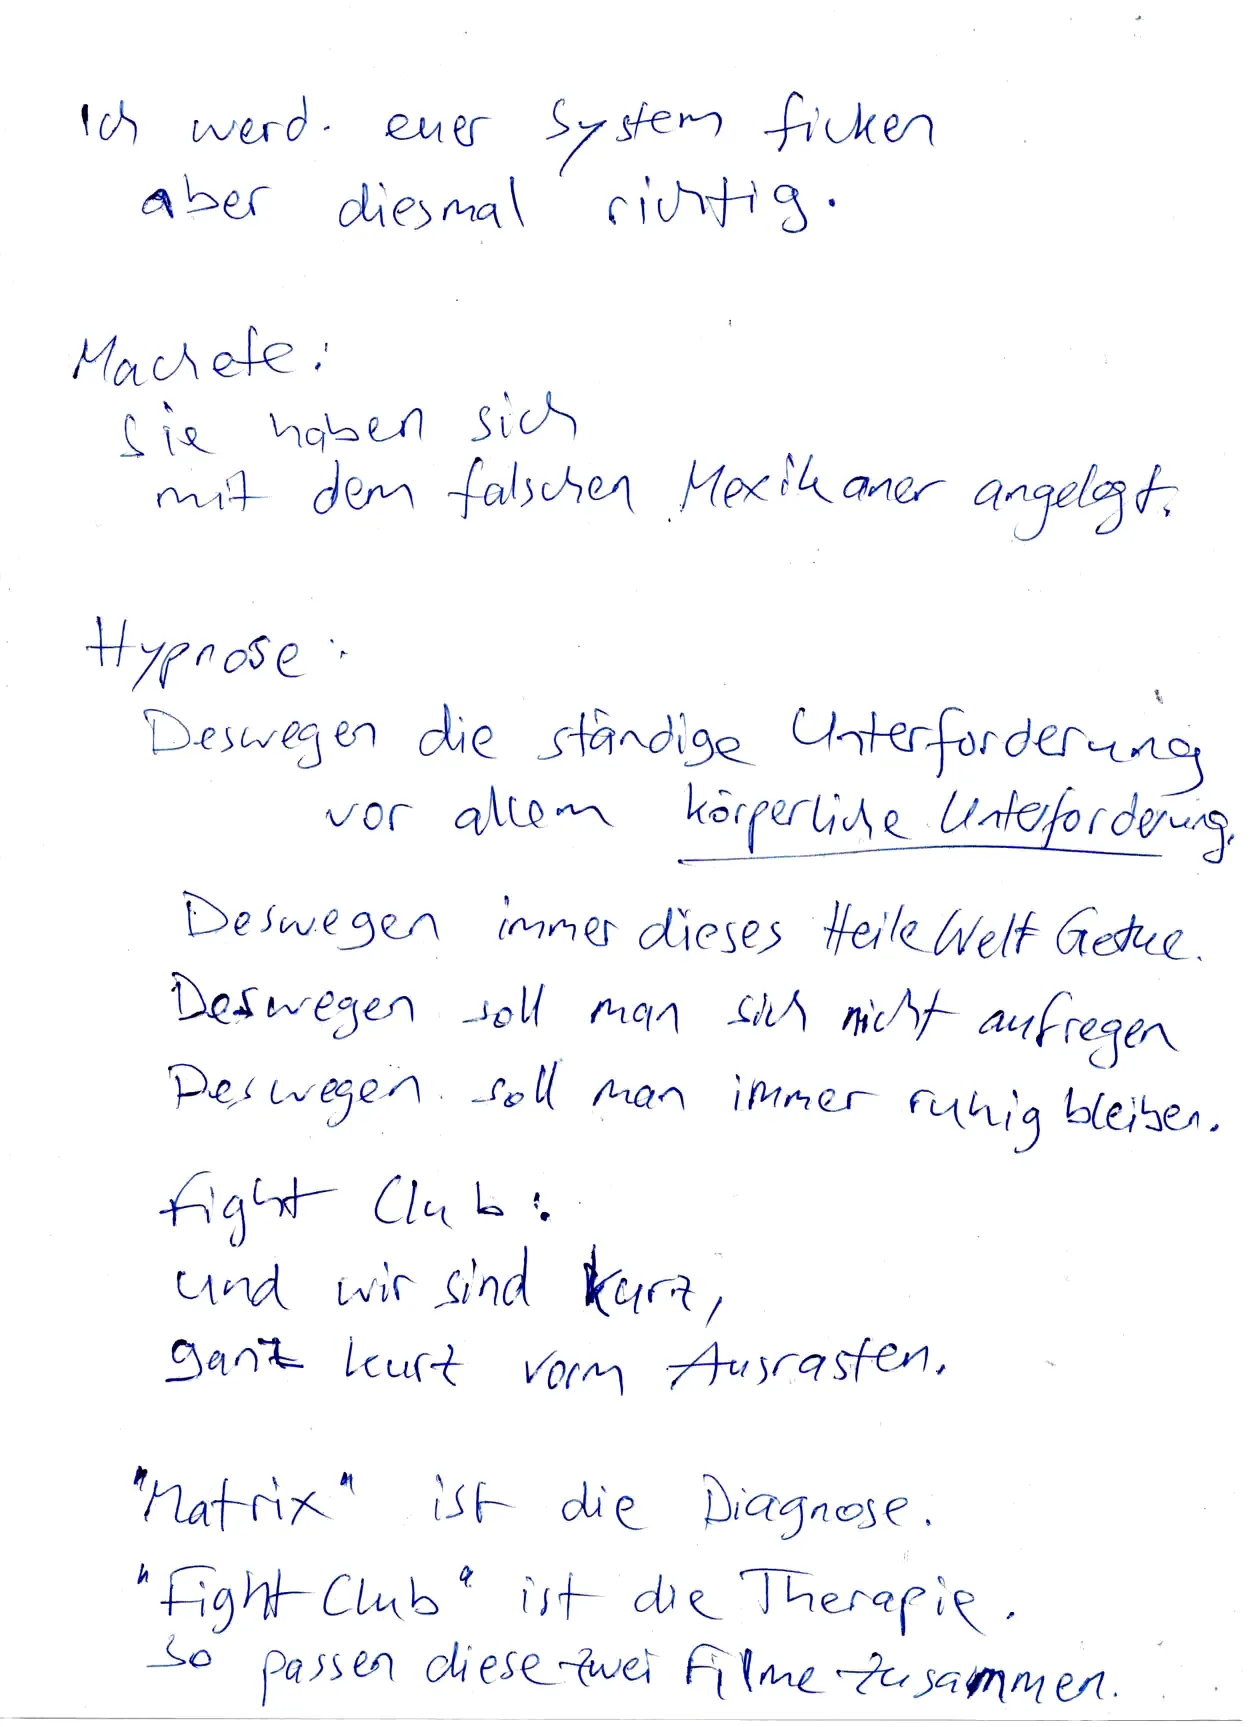 Ich werd. euer System ficken
aber diesmal richtig.
Machete:
Sie haben sich
mit dem falschen Mexikaner angelegt.
Hypnose:
Deswegen die ständige Unterforderung
vor allem körperliche Unterforderung.
Deswegen immer dieses Heile Welt Getue.
Deswegen soll man sich nicht aufregen
Deswegen soll man immer ruhig bleiben.
Fight Club:
und wir sind kurz,
ganz kurz vorm Ausrasten.
"Matrix" ist die Diagnose.
"Fight Club" ist die Therapie.
So passen diese zwei Filme zusammen.